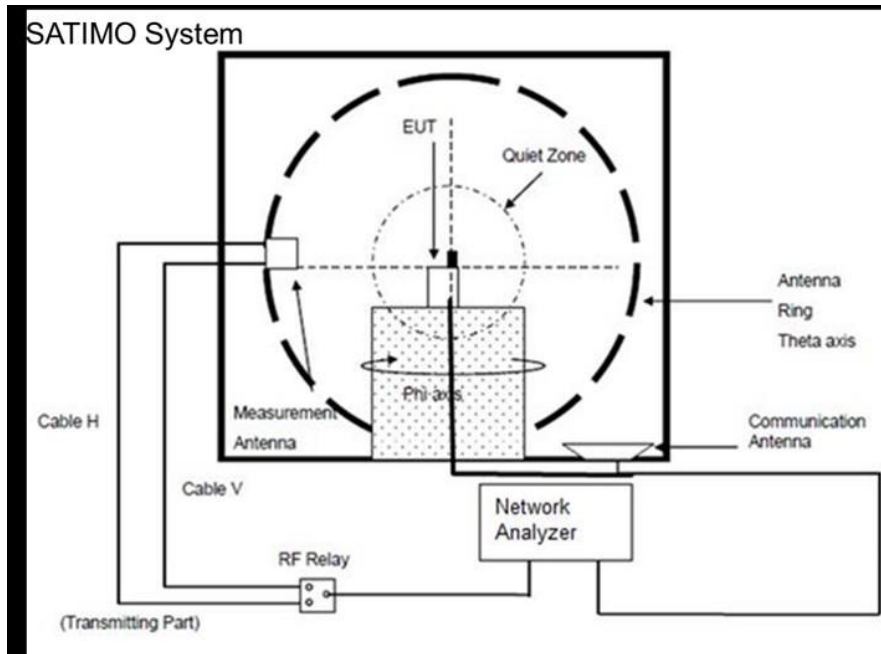 SATIMO System
EUT
Quiet Zone
Antenna
Ring
Theta axis
Phi axis
Measurement
Antenna
Communication
Antenna
Cable H
Cable V
Network
Analyzer
RF Relay
(Transmitting Part)